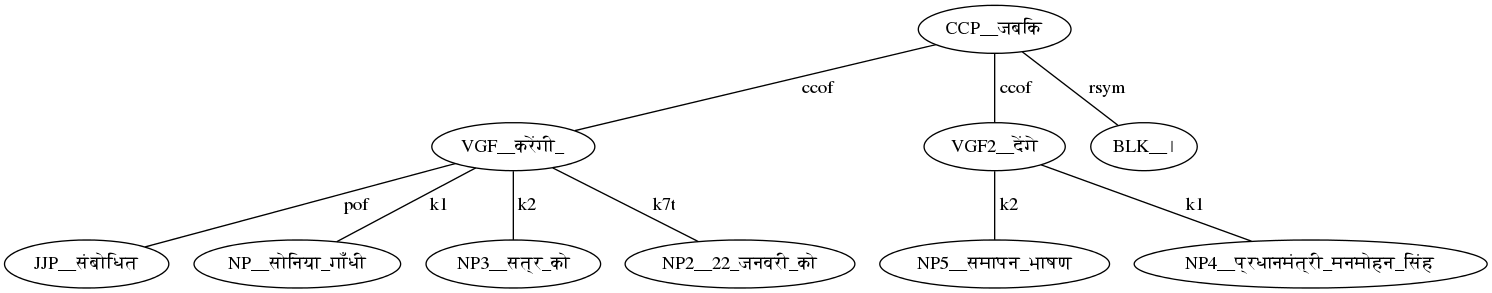 CCP__जबकि
ccof
ccof
rsym
VGF__करेंगी_
VGF2__देंगे
BLK__।
pof
k1
k2
k7t
k2
k1
JJP__संबोधित
NP__सोनिया_गाँधी
NP3__सत्र_को
NP2__22_जनवरी_को
NP5__समापन_भाषण
NP4__प्रधानमंत्री_मनमोहन_सिंह